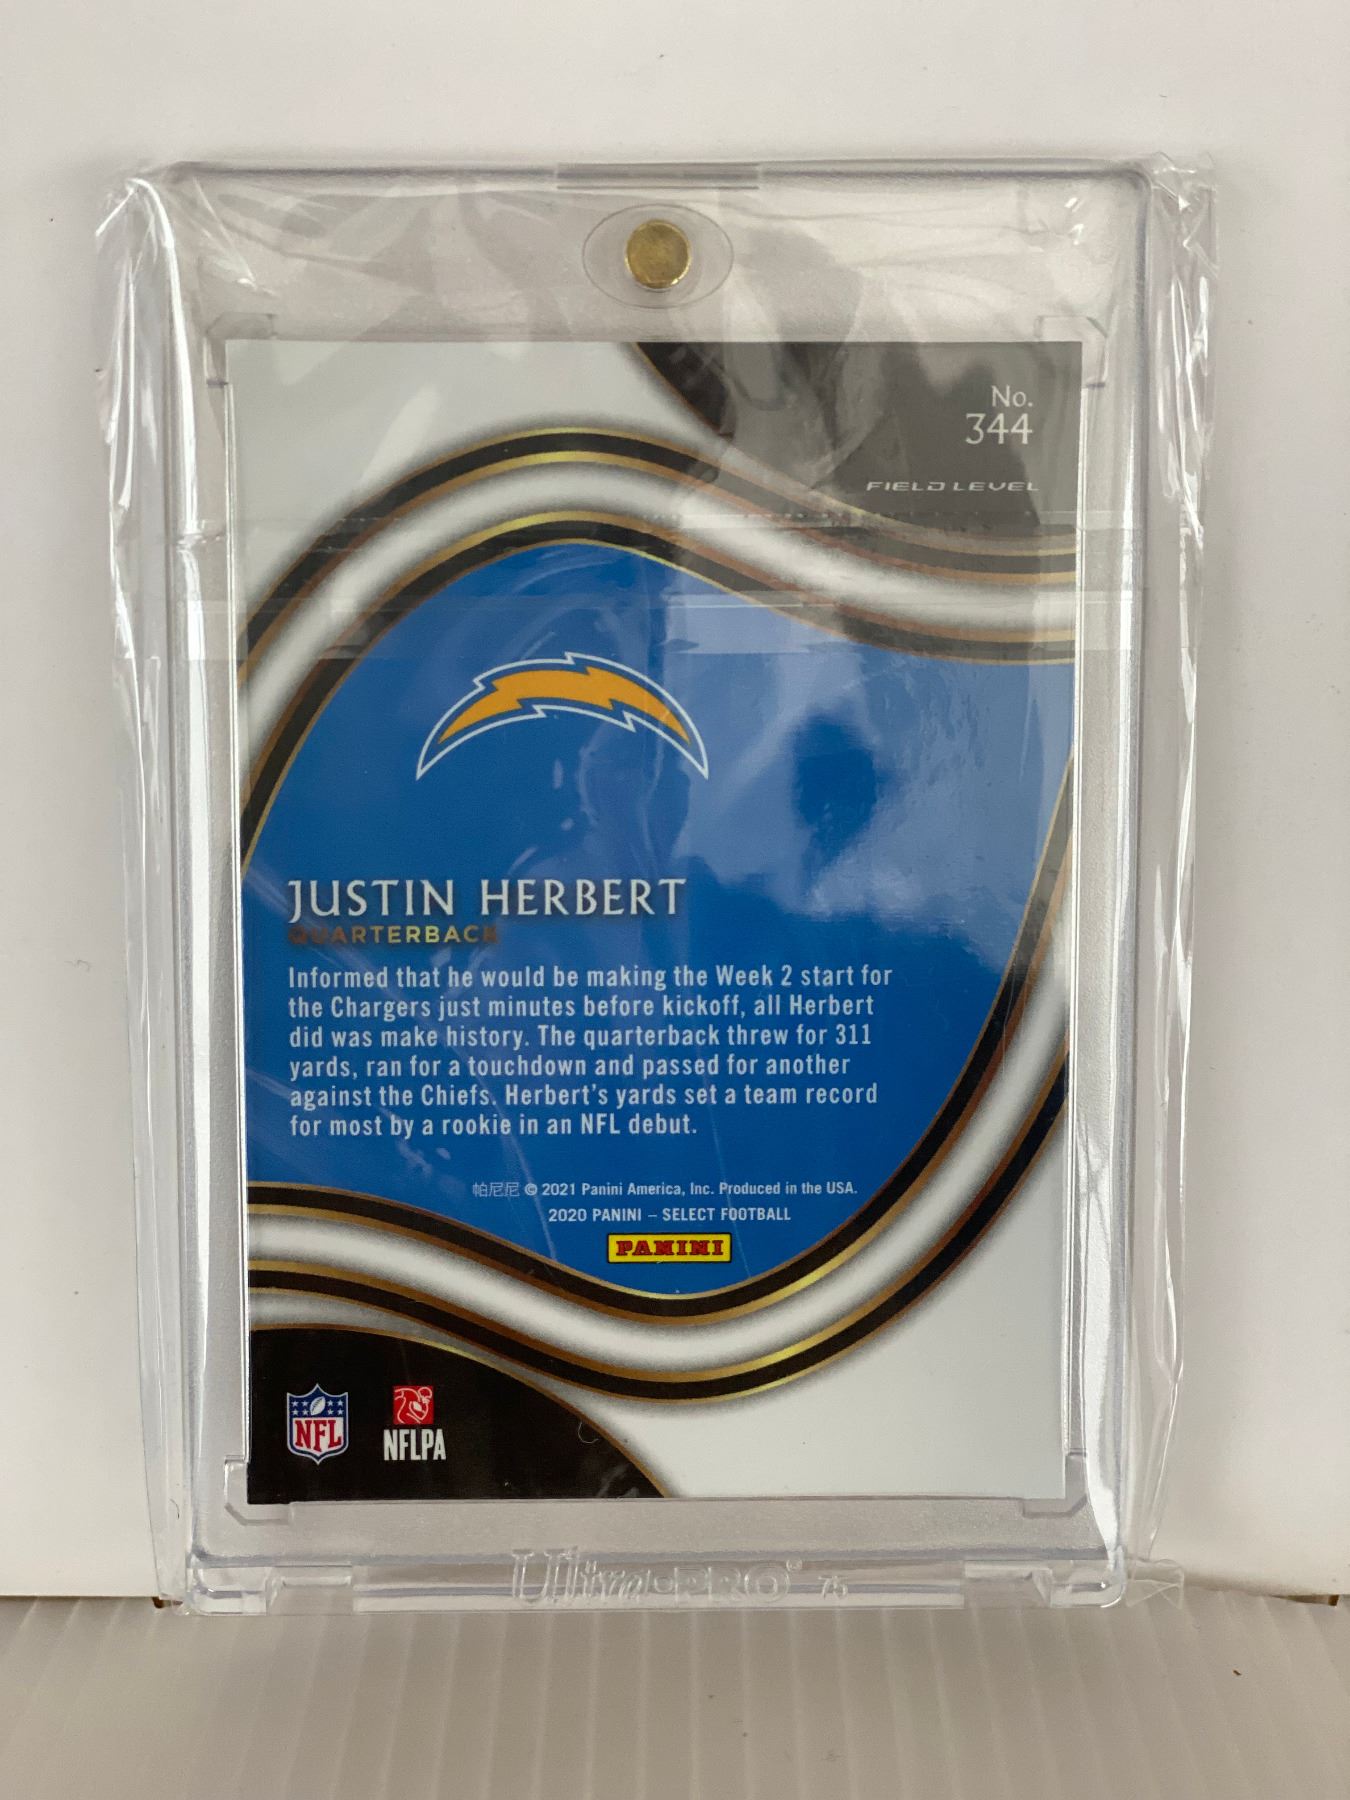 No.
344
FIELD LEVEL
JUSTIN HERBERT
QUARTERBACK
Informed that he would be making the Week 2 start for
the Chargers just minutes before kickoff, all Herbert
did was make history. The quarterback threw for 311
yards, ran for a touchdown and passed for another
against the Chiefs. Herbert's yards set a team record
for most by a rookie in an NFL debut.
帕尼尼 © 2021 Panini America, Inc. Produced in the USA.
2020 PANINI – SELECT FOOTBALL
PANINI
NFL
NFLPA
Ultra•PRO® 75